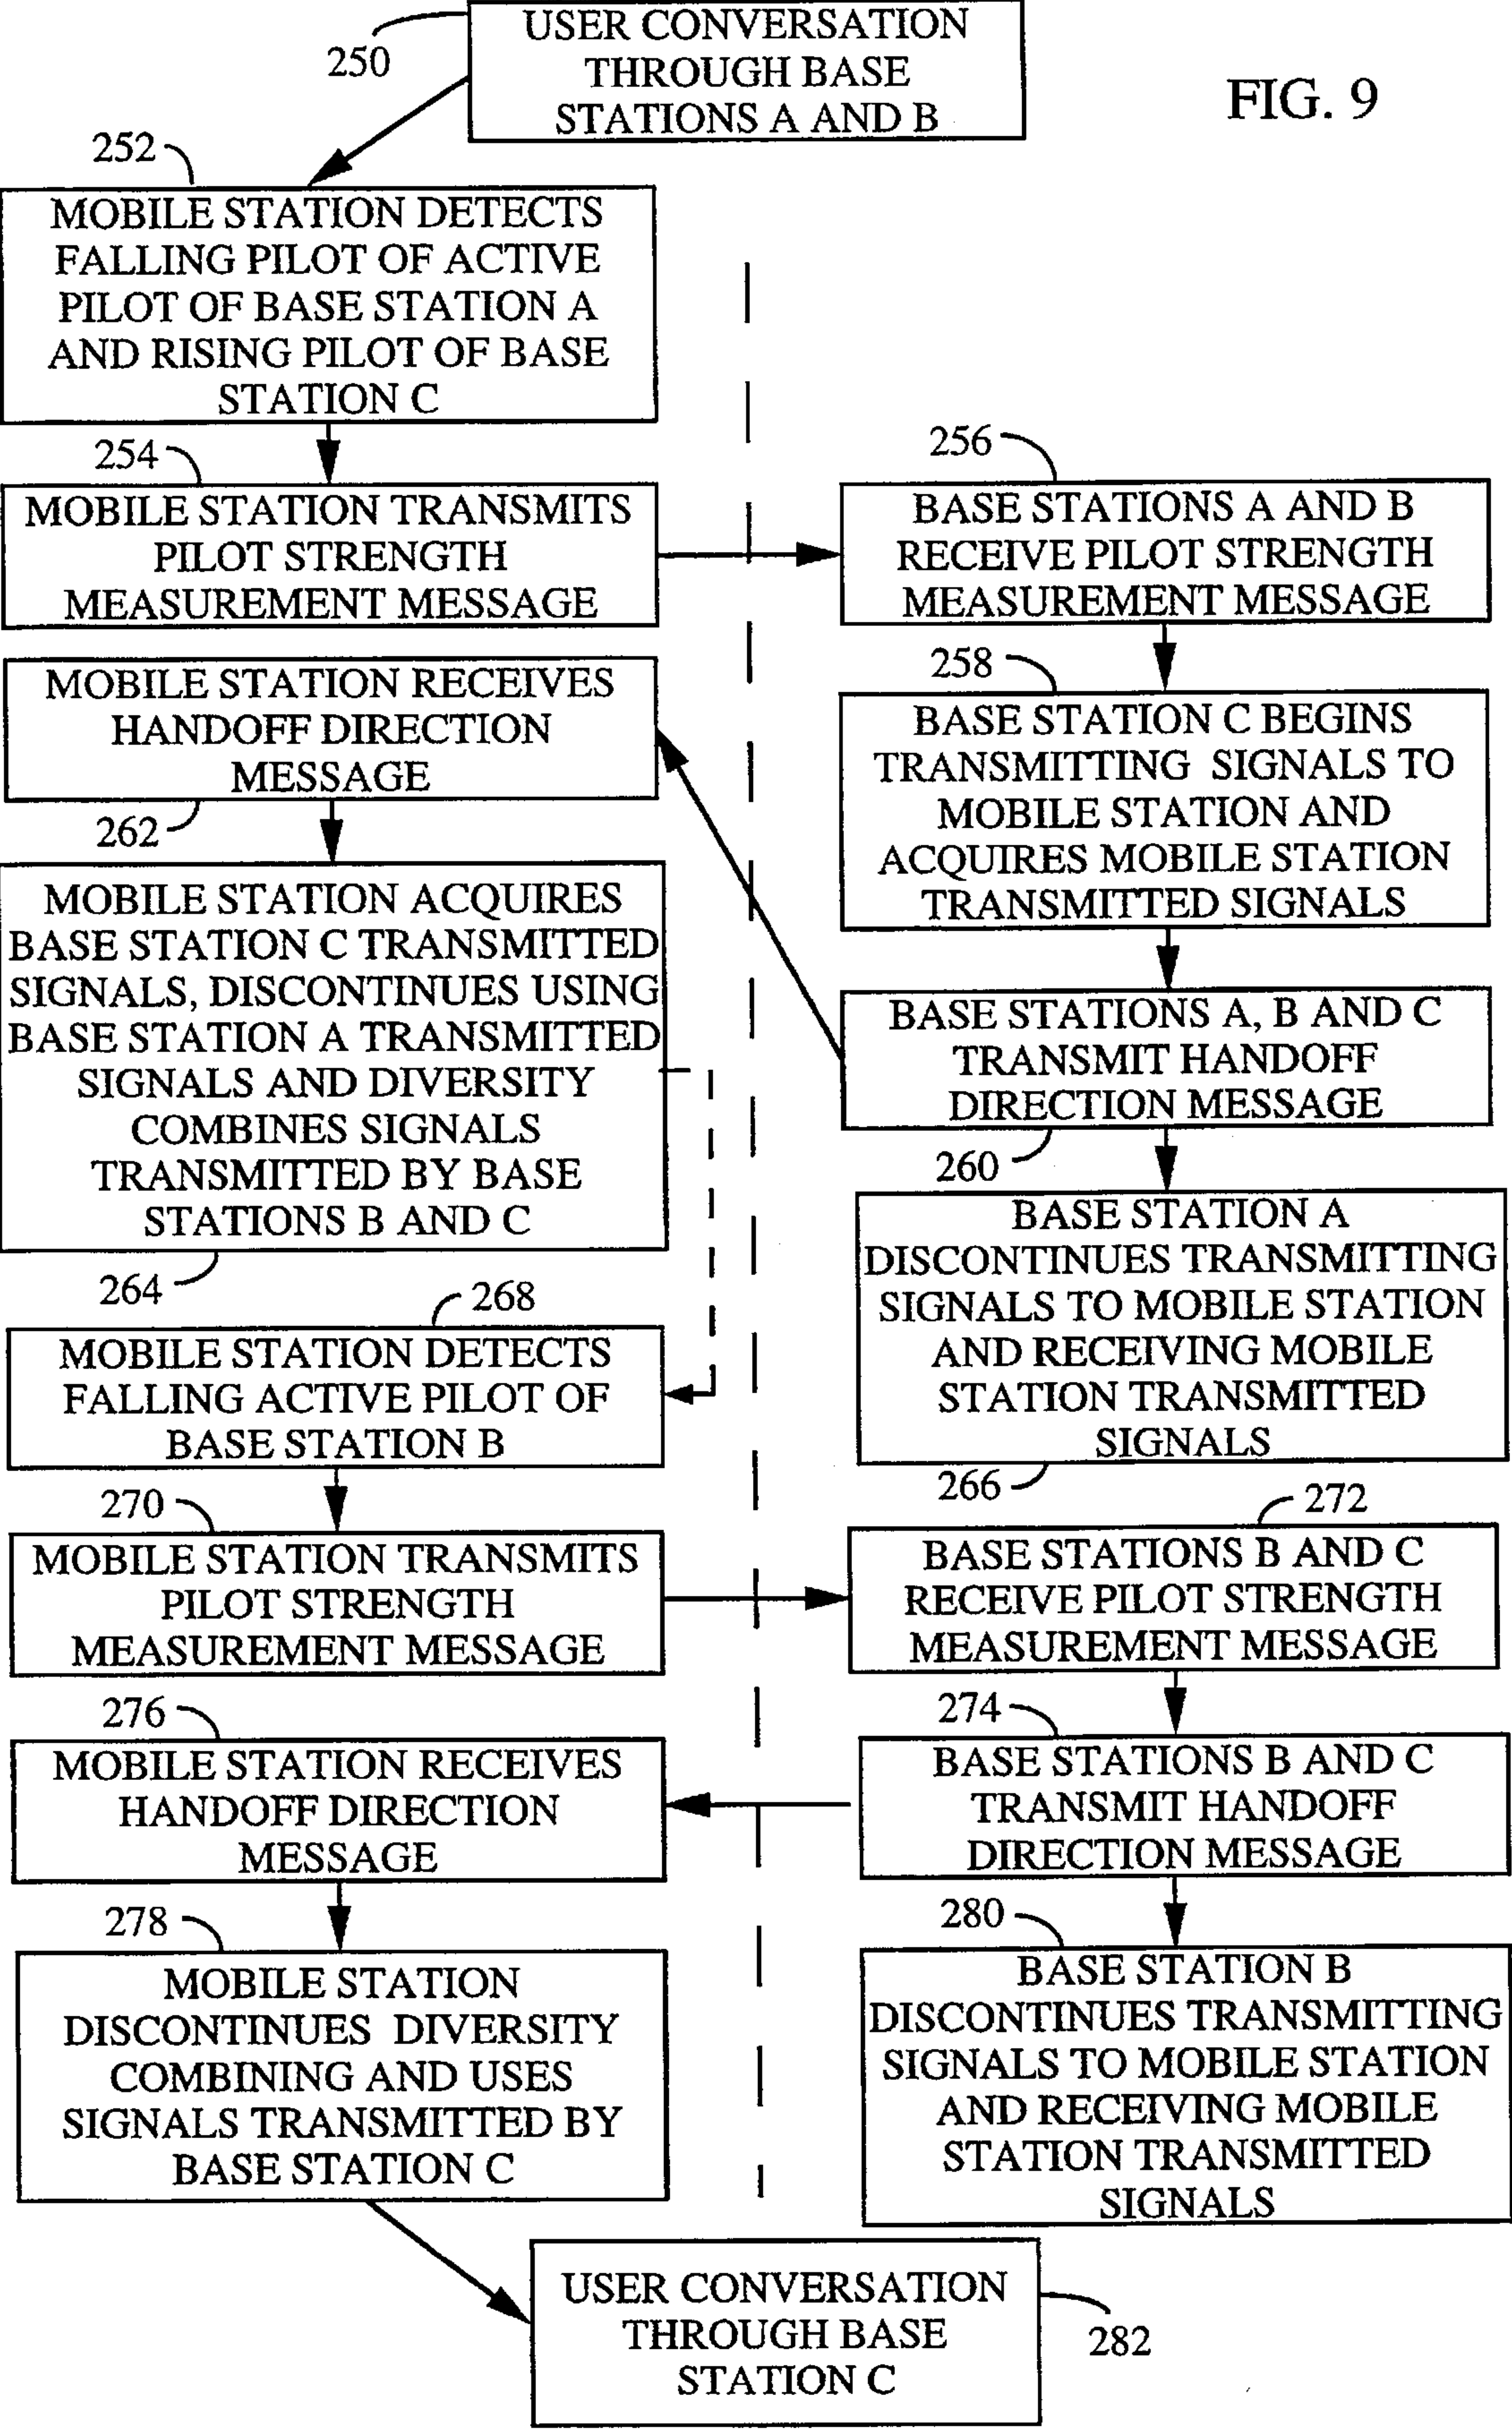 250
USER CONVERSATION
THROUGH BASE
STATIONS A AND B
FIG. 9
252
MOBILE STATION DETECTS
FALLING PILOT OF ACTIVE
PILOT OF BASE STATION A
AND RISING PILOT OF BASE
STATION C
254
MOBILE STATION TRANSMITS
PILOT STRENGTH
MEASUREMENT MESSAGE
256
BASE STATIONS A AND B
RECEIVE PILOT STRENGTH
MEASUREMENT MESSAGE
258
BASE STATION C BEGINS
TRANSMITTING SIGNALS TO
MOBILE STATION AND
ACQUIRES MOBILE STATION
TRANSMITTED SIGNALS
BASE STATIONS A, B AND C
TRANSMIT HANDOFF
DIRECTION MESSAGE
260
MOBILE STATION RECEIVES
HANDOFF DIRECTION
MESSAGE
262
MOBILE STATION ACQUIRES
BASE STATION C TRANSMITTED
SIGNALS, DISCONTINUES USING
BASE STATION A TRANSMITTED
SIGNALS AND DIVERSITY
COMBINES SIGNALS
TRANSMITTED BY BASE
STATIONS B AND C
264
BASE STATION A
DISCONTINUES TRANSMITTING
SIGNALS TO MOBILE STATION
AND RECEIVING MOBILE
STATION TRANSMITTED
SIGNALS
266
268
MOBILE STATION DETECTS
FALLING ACTIVE PILOT OF
BASE STATION B
270
MOBILE STATION TRANSMITS
PILOT STRENGTH
MEASUREMENT MESSAGE
272
BASE STATIONS B AND C
RECEIVE PILOT STRENGTH
MEASUREMENT MESSAGE
274
BASE STATIONS B AND C
TRANSMIT HANDOFF
DIRECTION MESSAGE
276
MOBILE STATION RECEIVES
HANDOFF DIRECTION
MESSAGE
278
MOBILE STATION
DISCONTINUES DIVERSITY
COMBINING AND USES
SIGNALS TRANSMITTED BY
BASE STATION C
280
BASE STATION B
DISCONTINUES TRANSMITTING
SIGNALS TO MOBILE STATION
AND RECEIVING MOBILE
STATION TRANSMITTED
SIGNALS
USER CONVERSATION
THROUGH BASE
STATION C
282